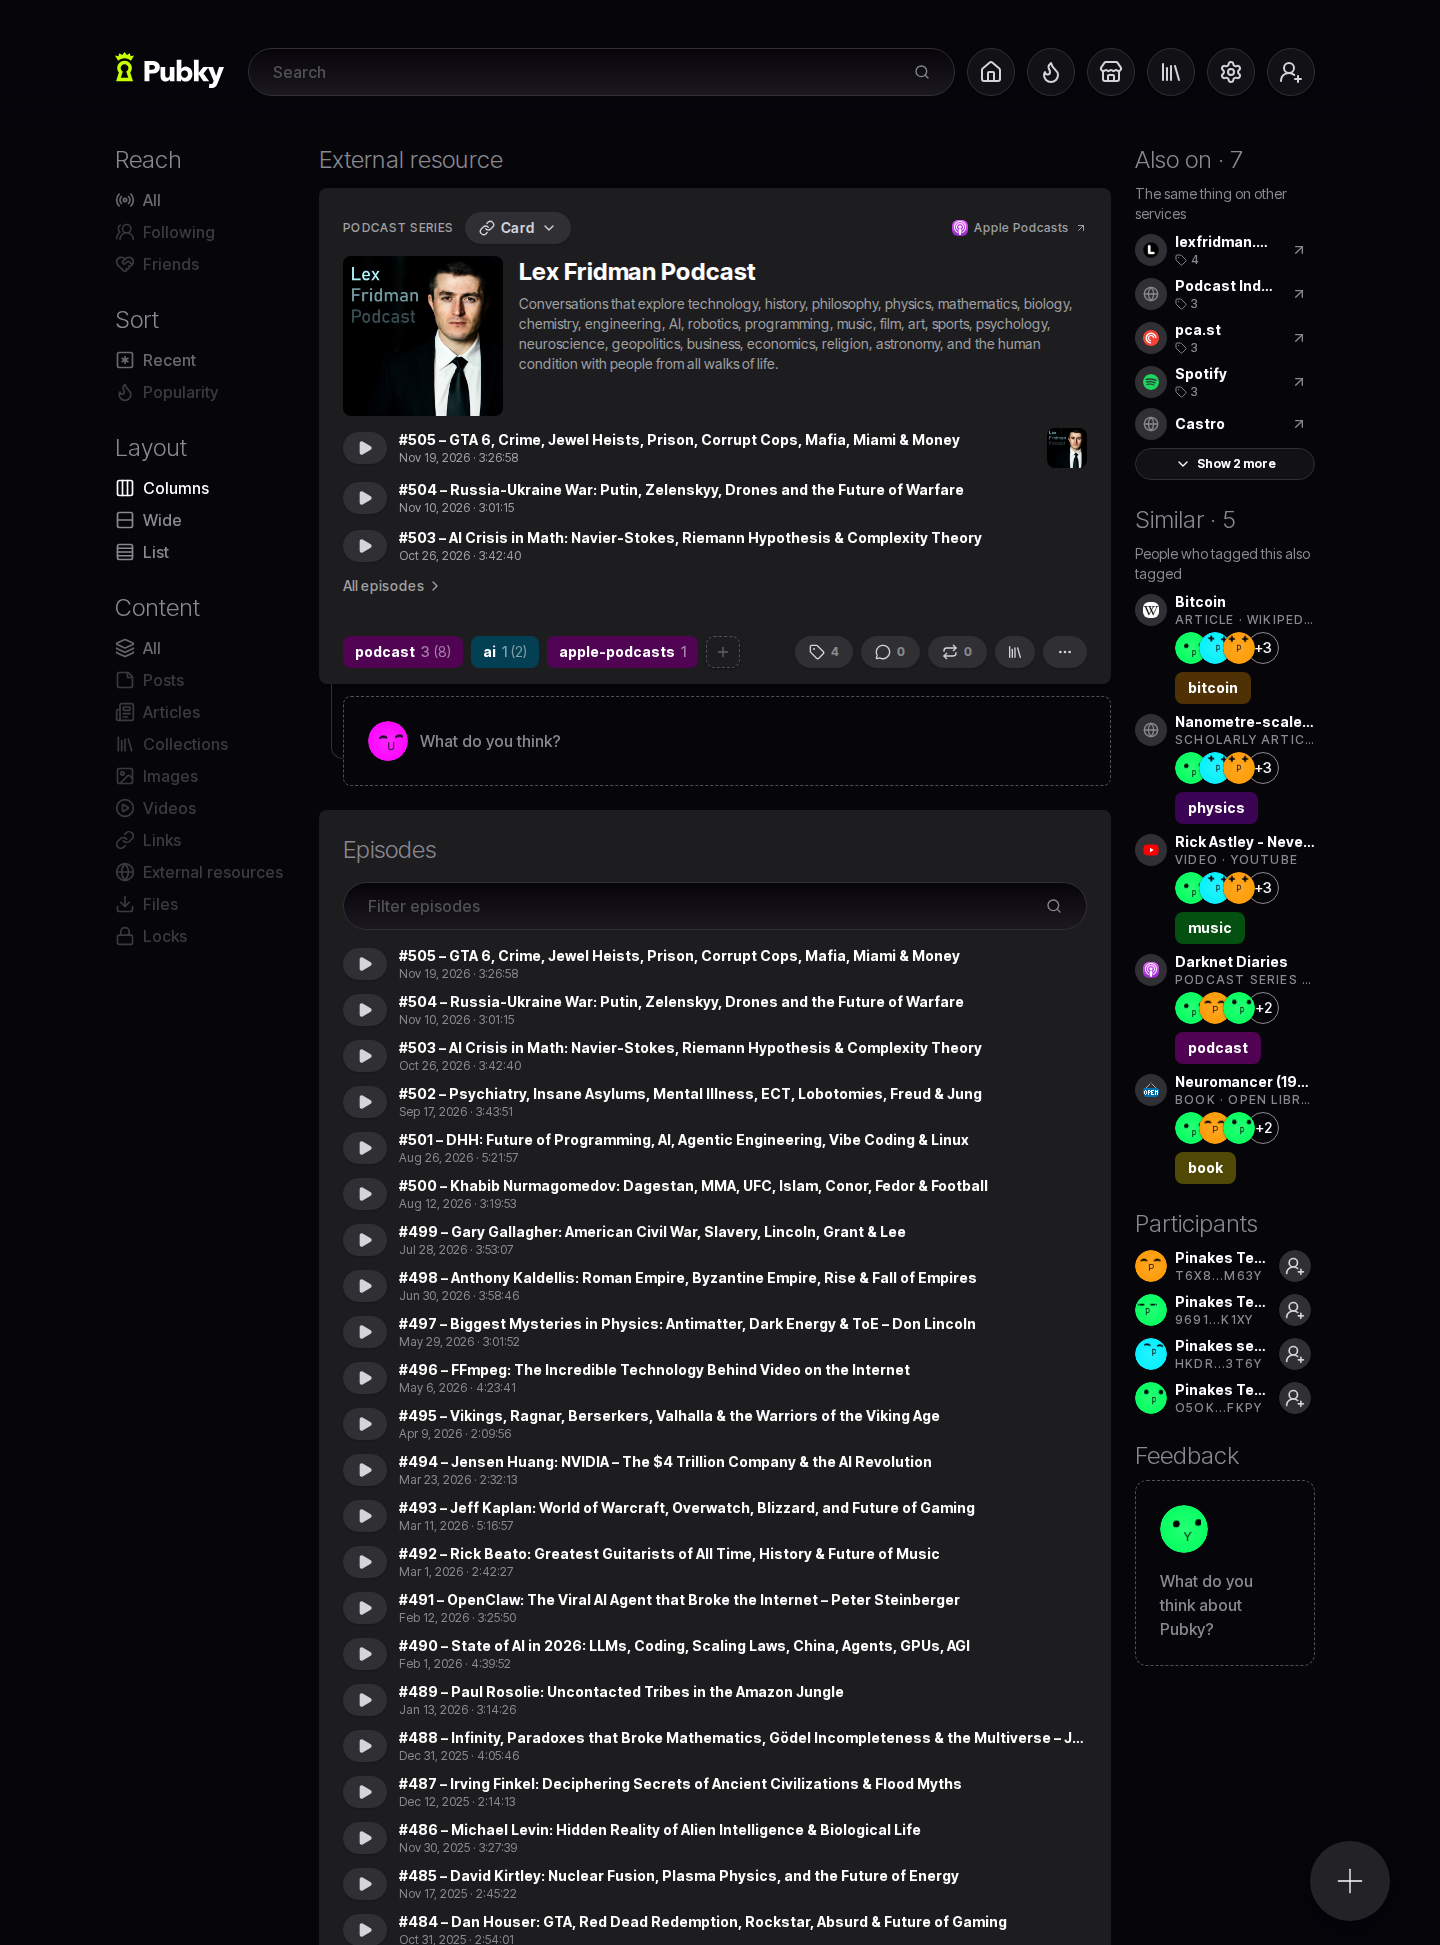 Pubky
Search
Reach
All
Following
Friends
Sort
Recent
Popularity
Layout
Columns
Wide
List
Content
All
Posts
Articles
Collections
Images
Videos
Links
External resources
Files
Locks
External resource
PODCAST SERIES
Card
Apple Podcasts
Lex
Fridman
Podcast
Lex Fridman Podcast
Conversations that explore technology, history, philosophy, physics, mathematics, biology,
chemistry, engineering, AI, robotics, programming, music, film, art, sports, psychology,
neuroscience, geopolitics, business, economics, religion, astronomy, and the human
condition with people from all walks of life.
#505 – GTA 6, Crime, Jewel Heists, Prison, Corrupt Cops, Mafia, Miami & Money
Nov 19, 2026 · 3:26:58
Lex
Fridman
Podcast
#504 – Russia-Ukraine War: Putin, Zelenskyy, Drones and the Future of Warfare
Nov 10, 2026 · 3:01:15
#503 – AI Crisis in Math: Navier-Stokes, Riemann Hypothesis & Complexity Theory
Oct 26, 2026 · 3:42:40
All episodes
podcast 3 (8)
ai 1 (2)
apple-podcasts 1
4
0
0
U
What do you think?
Episodes
Filter episodes
#505 – GTA 6, Crime, Jewel Heists, Prison, Corrupt Cops, Mafia, Miami & Money
Nov 19, 2026 · 3:26:58
#504 – Russia-Ukraine War: Putin, Zelenskyy, Drones and the Future of Warfare
Nov 10, 2026 · 3:01:15
#503 – AI Crisis in Math: Navier-Stokes, Riemann Hypothesis & Complexity Theory
Oct 26, 2026 · 3:42:40
#502 – Psychiatry, Insane Asylums, Mental Illness, ECT, Lobotomies, Freud & Jung
Sep 17, 2026 · 3:43:51
#501 – DHH: Future of Programming, AI, Agentic Engineering, Vibe Coding & Linux
Aug 26, 2026 · 5:21:57
#500 – Khabib Nurmagomedov: Dagestan, MMA, UFC, Islam, Conor, Fedor & Football
Aug 12, 2026 · 3:19:53
#499 – Gary Gallagher: American Civil War, Slavery, Lincoln, Grant & Lee
Jul 28, 2026 · 3:53:07
#498 – Anthony Kaldellis: Roman Empire, Byzantine Empire, Rise & Fall of Empires
Jun 30, 2026 · 3:58:46
#497 – Biggest Mysteries in Physics: Antimatter, Dark Energy & ToE – Don Lincoln
May 29, 2026 · 3:01:52
#496 – FFmpeg: The Incredible Technology Behind Video on the Internet
May 6, 2026 · 4:23:41
#495 – Vikings, Ragnar, Berserkers, Valhalla & the Warriors of the Viking Age
Apr 9, 2026 · 2:09:56
#494 – Jensen Huang: NVIDIA – The $4 Trillion Company & the AI Revolution
Mar 23, 2026 · 2:32:13
#493 – Jeff Kaplan: World of Warcraft, Overwatch, Blizzard, and Future of Gaming
Mar 11, 2026 · 5:16:57
#492 – Rick Beato: Greatest Guitarists of All Time, History & Future of Music
Mar 1, 2026 · 2:42:27
#491 – OpenClaw: The Viral AI Agent that Broke the Internet – Peter Steinberger
Feb 12, 2026 · 3:25:50
#490 – State of AI in 2026: LLMs, Coding, Scaling Laws, China, Agents, GPUs, AGI
Feb 1, 2026 · 4:39:52
#489 – Paul Rosolie: Uncontacted Tribes in the Amazon Jungle
Jan 13, 2026 · 3:14:26
#488 – Infinity, Paradoxes that Broke Mathematics, Gödel Incompleteness & the Multiverse – J...
Dec 31, 2025 · 4:05:46
#487 – Irving Finkel: Deciphering Secrets of Ancient Civilizations & Flood Myths
Dec 12, 2025 · 2:14:13
#486 – Michael Levin: Hidden Reality of Alien Intelligence & Biological Life
Nov 30, 2025 · 3:27:39
#485 – David Kirtley: Nuclear Fusion, Plasma Physics, and the Future of Energy
Nov 17, 2025 · 2:45:22
#484 – Dan Houser: GTA, Red Dead Redemption, Rockstar, Absurd & Future of Gaming
Oct 31, 2025 · 2:54:01
Also on · 7
The same thing on other
services
L
lexfridman....
4
Podcast Ind...
3
pca.st
3
Spotify
3
Castro
Show 2 more
Similar · 5
People who tagged this also
tagged
W
Bitcoin
ARTICLE · WIKIPED...
P
P
P
+3
bitcoin
Nanometre-scale...
SCHOLARLY ARTIC...
P
P
P
+3
physics
Rick Astley - Neve...
VIDEO · YOUTUBE
P
P
P
+3
music
Darknet Diaries
PODCAST SERIES ...
P
P
P
+2
podcast
OPEN
Neuromancer (19...
BOOK · OPEN LIBR...
P
P
P
+2
book
Participants
P
Pinakes Te...
T6X8...M63Y
P
Pinakes Te...
9691...K1XY
P
Pinakes se...
HKDR...3T6Y
P
Pinakes Te...
O5OK...FKPY
Feedback
Y
What do you
think about
Pubky?